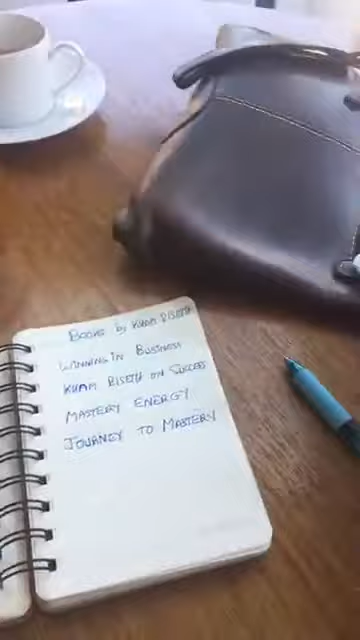 Books by KHAM RISETH
WINNING IN BUSINESS
KHAM RISETH ON SUCCESS
MASTERY ENERGY
JOURNEY TO MASTERY